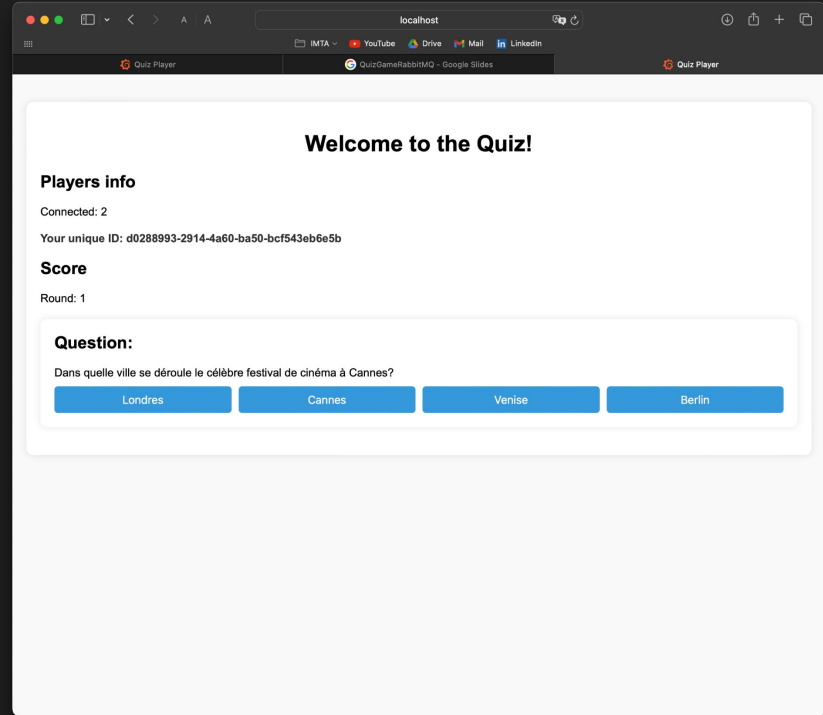 A A localhost
IMTA YouTube Drive Mail in LinkedIn
Quiz Player G QuizGameRabbitMQ - Google Slides Quiz Player
Welcome to the Quiz!
Players info
Connected: 2
Your unique ID: d0288993-2914-4a60-ba50-bcf543eb6e5b
Score
Round: 1
Question:
Dans quelle ville se déroule le célèbre festival de cinéma à Cannes?
Londres Cannes Venise Berlin